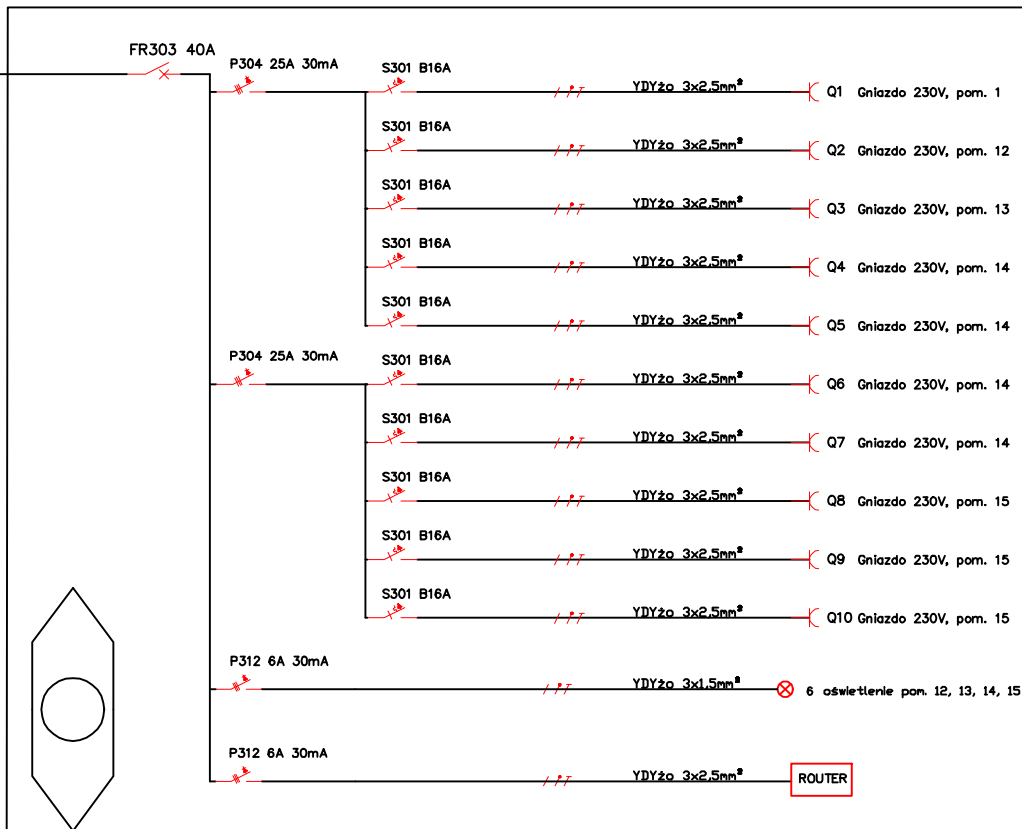 FR303 40A
P304 25A 30mA
S301 B16A
YDYżo 3x2,5mm²
Q1 Gniazdo 230V, pom. 1
S301 B16A
YDYżo 3x2,5mm²
Q2 Gniazdo 230V, pom. 12
S301 B16A
YDYżo 3x2,5mm²
Q3 Gniazdo 230V, pom. 13
S301 B16A
YDYżo 3x2,5mm²
Q4 Gniazdo 230V, pom. 14
S301 B16A
YDYżo 3x2,5mm²
Q5 Gniazdo 230V, pom. 14
P304 25A 30mA
S301 B16A
YDYżo 3x2,5mm²
Q6 Gniazdo 230V, pom. 14
S301 B16A
YDYżo 3x2,5mm²
Q7 Gniazdo 230V, pom. 14
S301 B16A
YDYżo 3x2,5mm²
Q8 Gniazdo 230V, pom. 15
S301 B16A
YDYżo 3x2,5mm²
Q9 Gniazdo 230V, pom. 15
S301 B16A
YDYżo 3x2,5mm²
Q10 Gniazdo 230V, pom. 15
P312 6A 30mA
YDYżo 3x1,5mm²
6 oświetlenie pom. 12, 13, 14, 15
P312 6A 30mA
YDYżo 3x2,5mm²
ROUTER